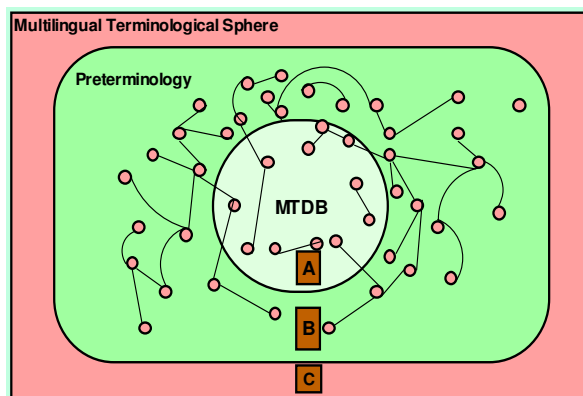 Multilingual Terminological Sphere
Preterminology
MTDB
A
B
C